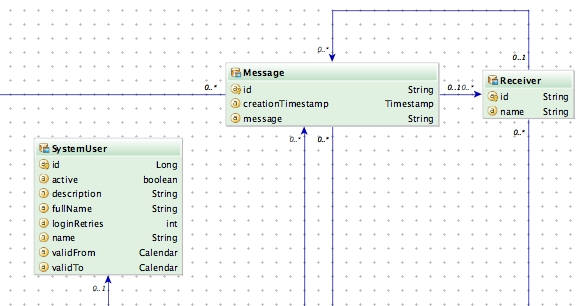 0..*
0..1
Message
id String
creationTimestamp Timestamp
message String
0..*
0..1 0..*
Receiver
id String
name String
0..*
0..*
0..*
SystemUser
id Long
active boolean
description String
fullName String
loginRetries int
name String
validFrom Calendar
validTo Calendar
0..1